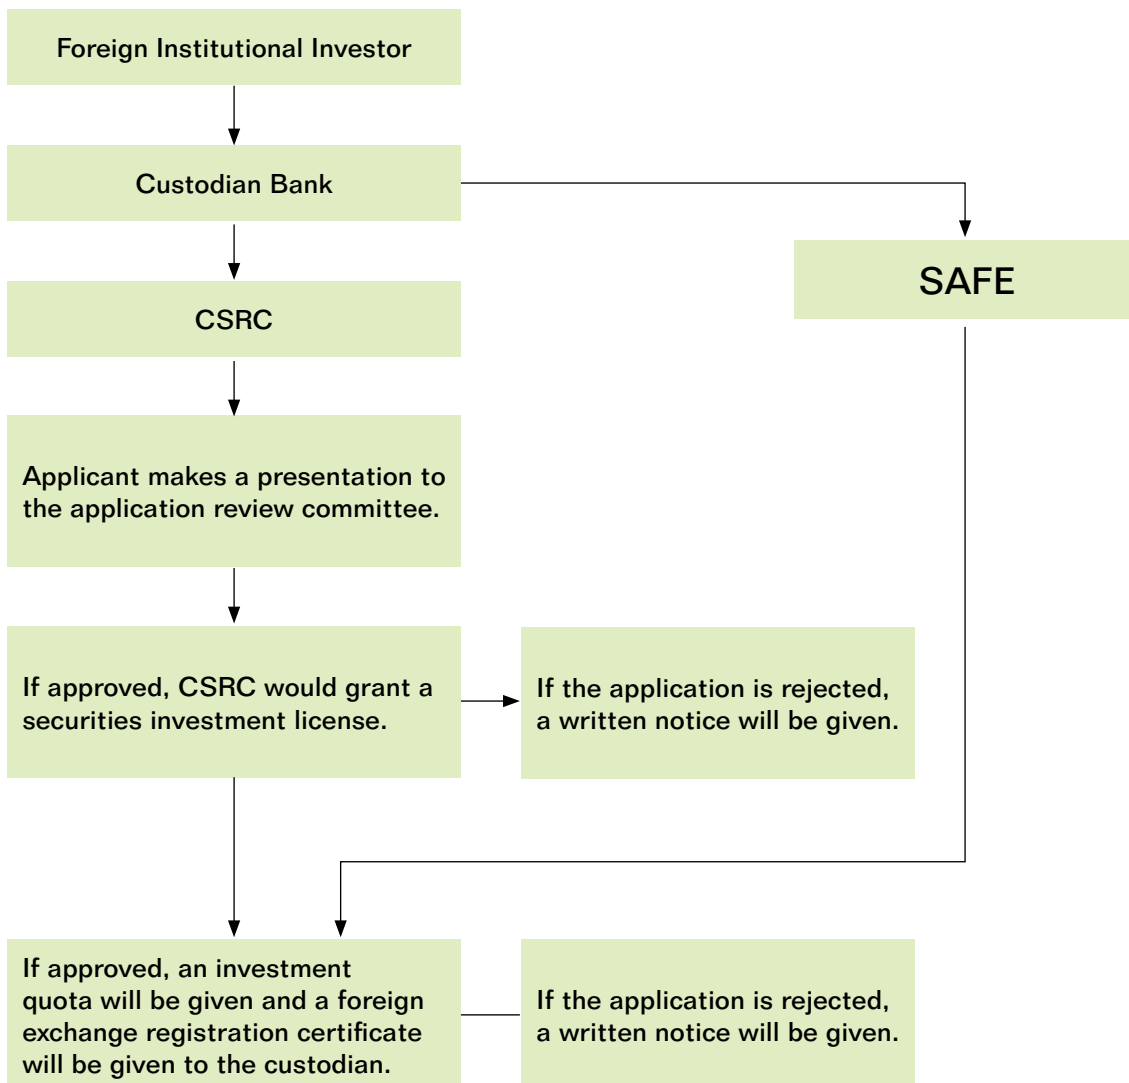 Foreign Institutional Investor
Custodian Bank
SAFE
CSRC
Applicant makes a presentation to
the application review committee.
If approved, CSRC would grant a
securities investment license.
If the application is rejected,
a written notice will be given.
If approved, an investment
quota will be given and a foreign
exchange registration certificate
will be given to the custodian.
If the application is rejected,
a written notice will be given.